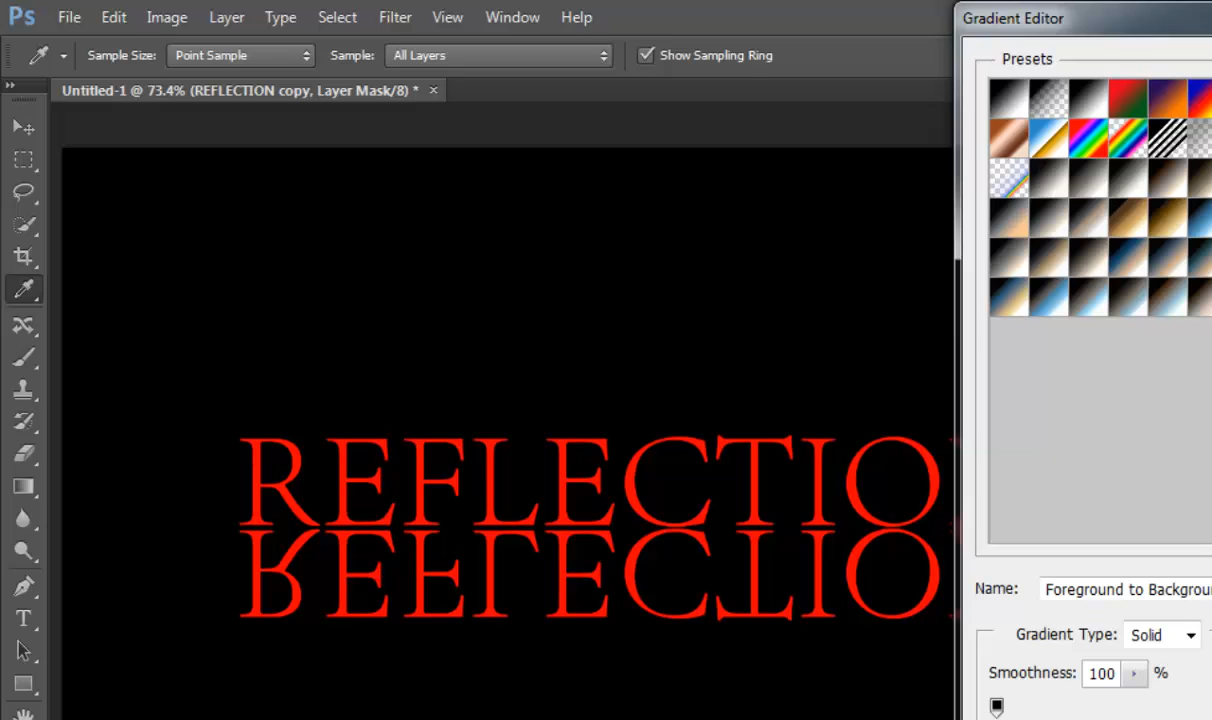 Ps File Edit Image Layer Type Select Filter View Window Help
Sample Size: Point Sample Sample: All Layers Show Sampling Ring
Untitled-1 @ 73.4% (REFLECTION copy, Layer Mask/8) * ×
Gradient Editor
Presets
REFLECTIO
REFLECTIO
Name: Foreground to Backgrou
Gradient Type: Solid
Smoothness: 100 %